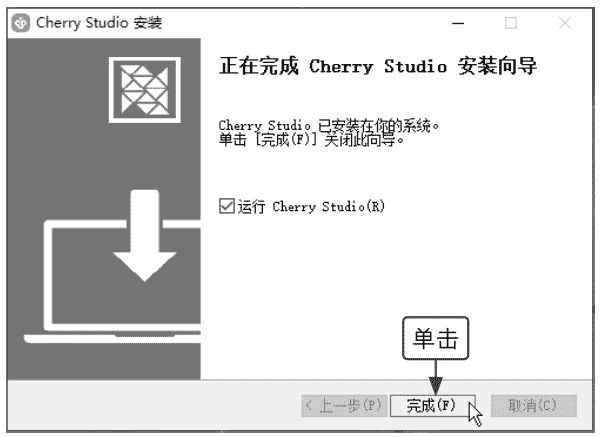 Cherry Studio 安装
正在完成 Cherry Studio 安装向导
Cherry Studio 已安装在你的系统。
单击 [完成(F)] 关闭此向导。
运行 Cherry Studio(R)
单击
< 上一步(P)
完成(F)
取消(C)